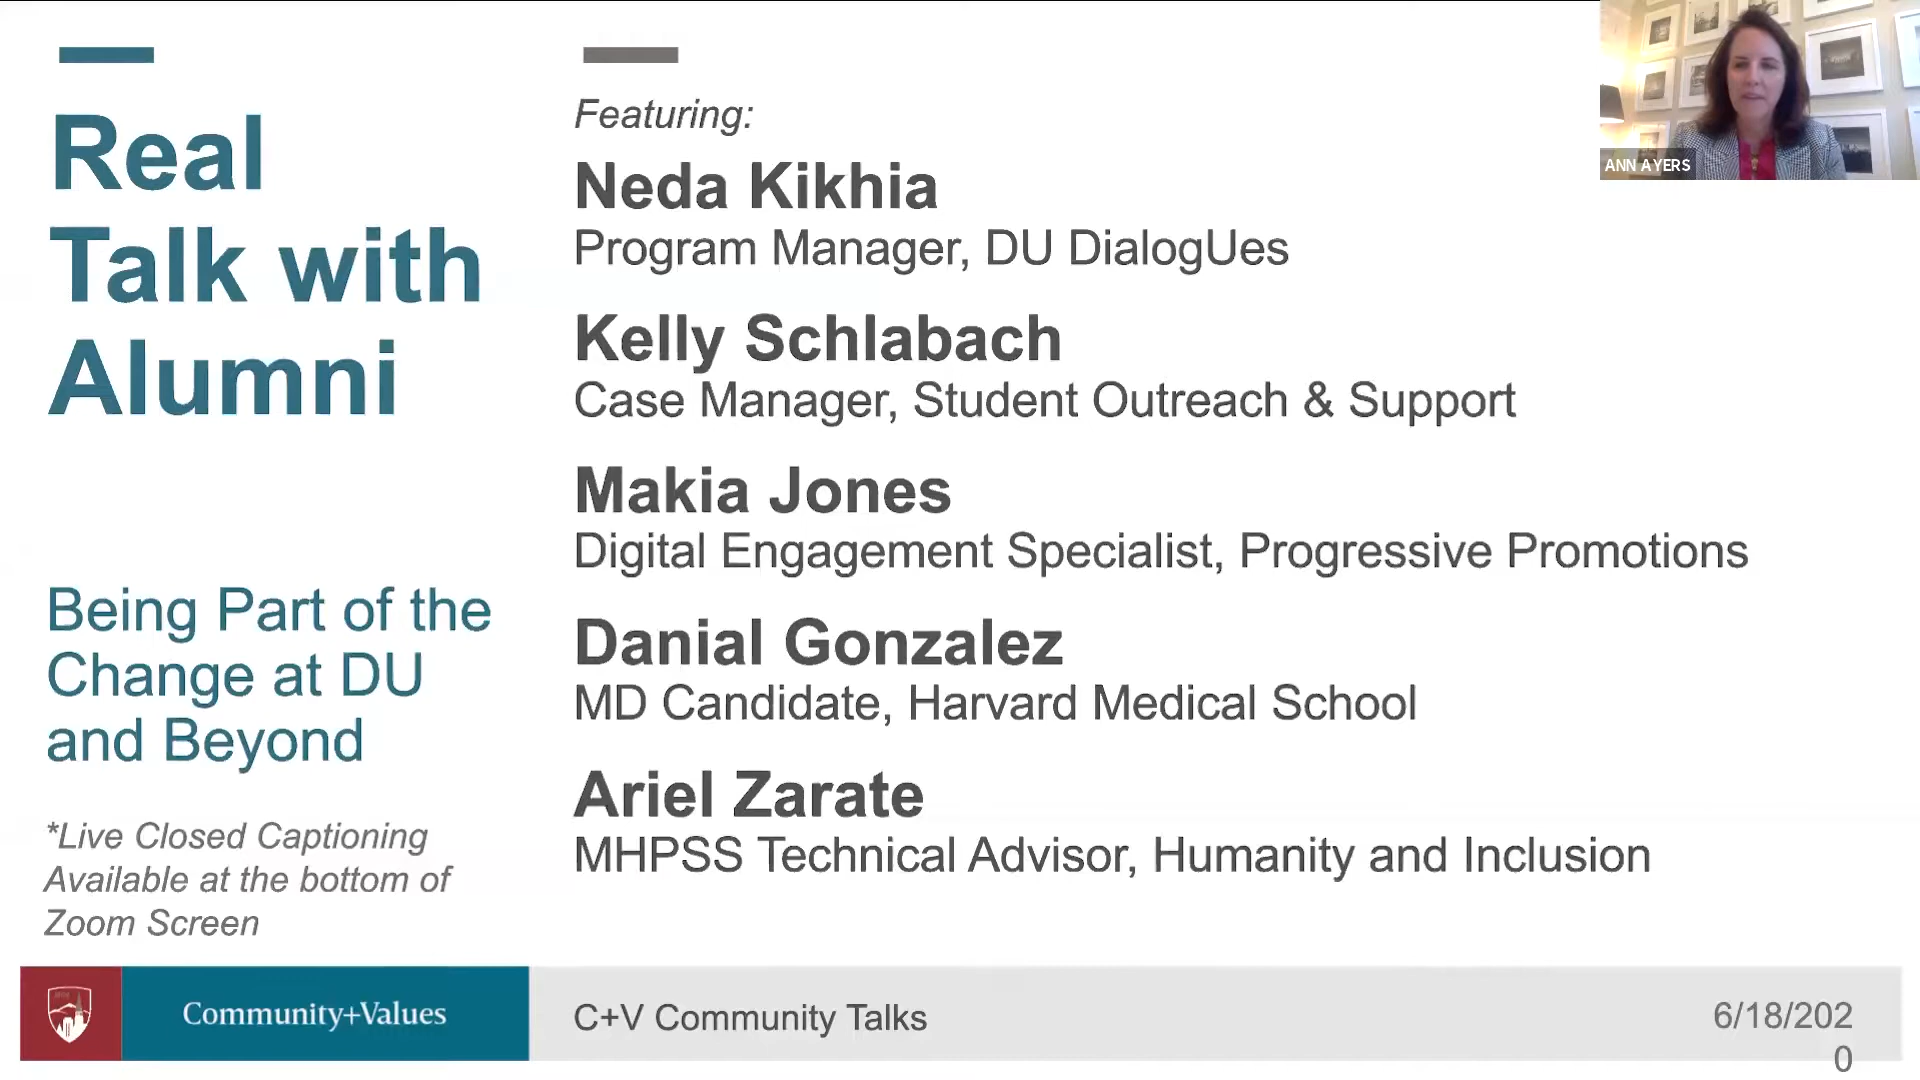 Real
Talk with
Alumni
Being Part of the
Change at DU
and Beyond
*Live Closed Captioning
Available at the bottom of
Zoom Screen
Featuring:
Neda Kikhia
Program Manager, DU DialogUes
Kelly Schlabach
Case Manager, Student Outreach & Support
Makia Jones
Digital Engagement Specialist, Progressive Promotions
Danial Gonzalez
MD Candidate, Harvard Medical School
Ariel Zarate
MHPSS Technical Advisor, Humanity and Inclusion
ANN AYERS
Community+Values
C+V Community Talks
6/18/202
0